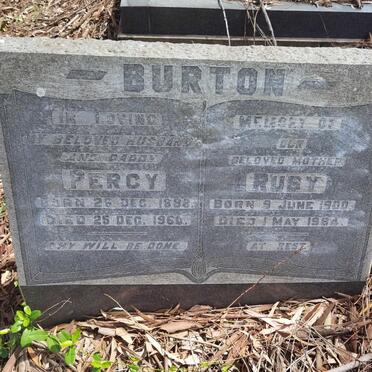 BURTON
IN LOVING
MEMORY OF
MY BELOVED HUSBAND
AND DADDY
PERCY
BORN 26 DEC. 1898.
DIED 25 DEC. 1960.
THY WILL BE DONE.
OUR
BELOVED MOTHER
RUBY
BORN 9 JUNE 1900.
DIED 1 MAY 1984.
AT REST.